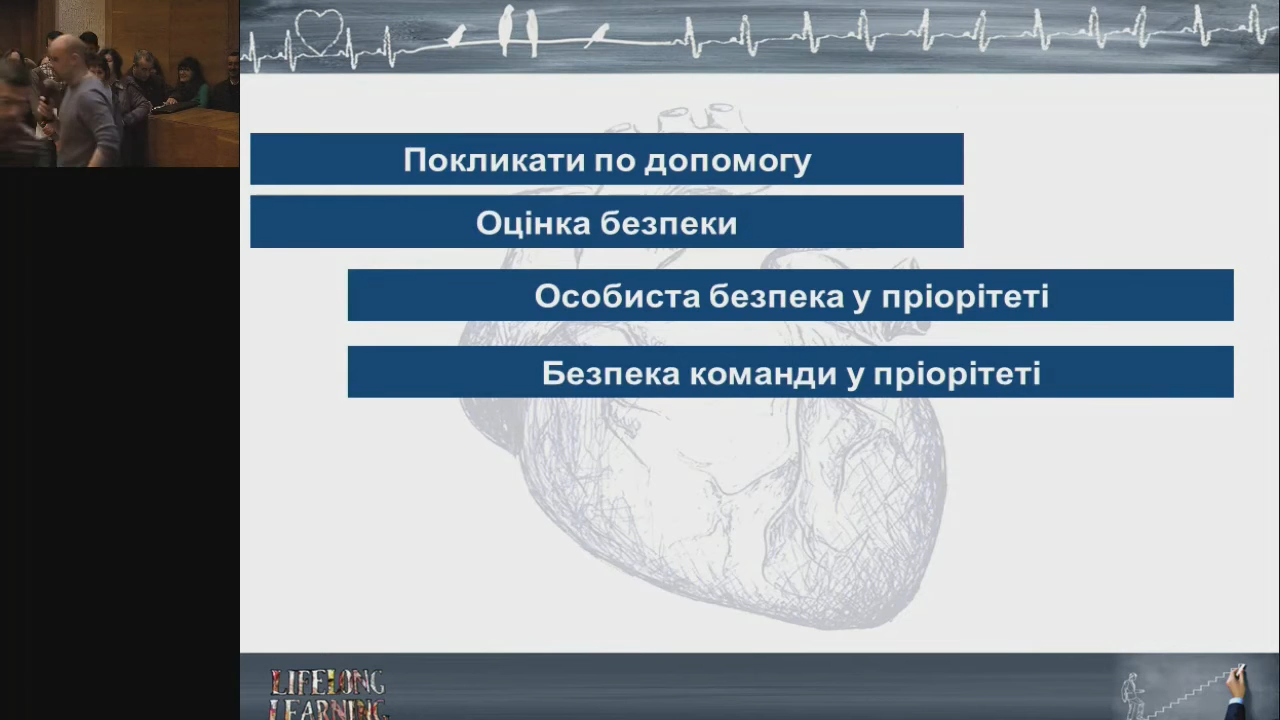 Покликати по допомогу
Оцінка безпеки
Особиста безпека у пріорітеті
Безпека команди у пріорітеті
LIFELONG
LEARNING